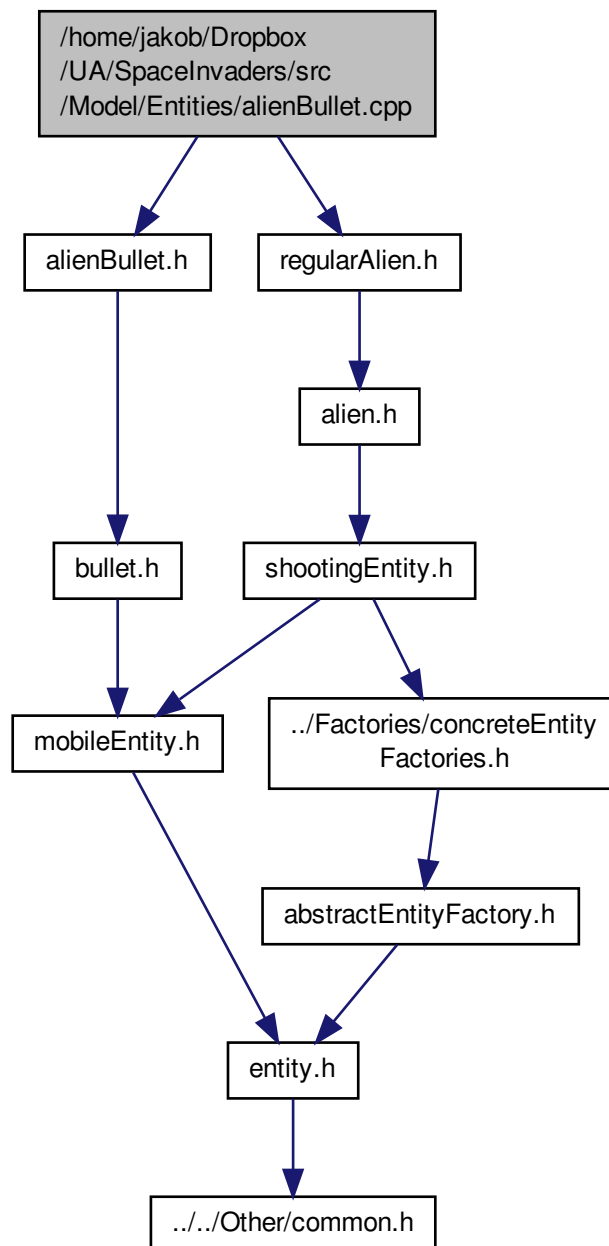 /home/jakob/Dropbox
/UA/SpaceInvaders/src
/Model/Entities/alienBullet.cpp
alienBullet.h
regularAlien.h
alien.h
bullet.h
shootingEntity.h
mobileEntity.h
../Factories/concreteEntity
Factories.h
abstractEntityFactory.h
entity.h
../../Other/common.h